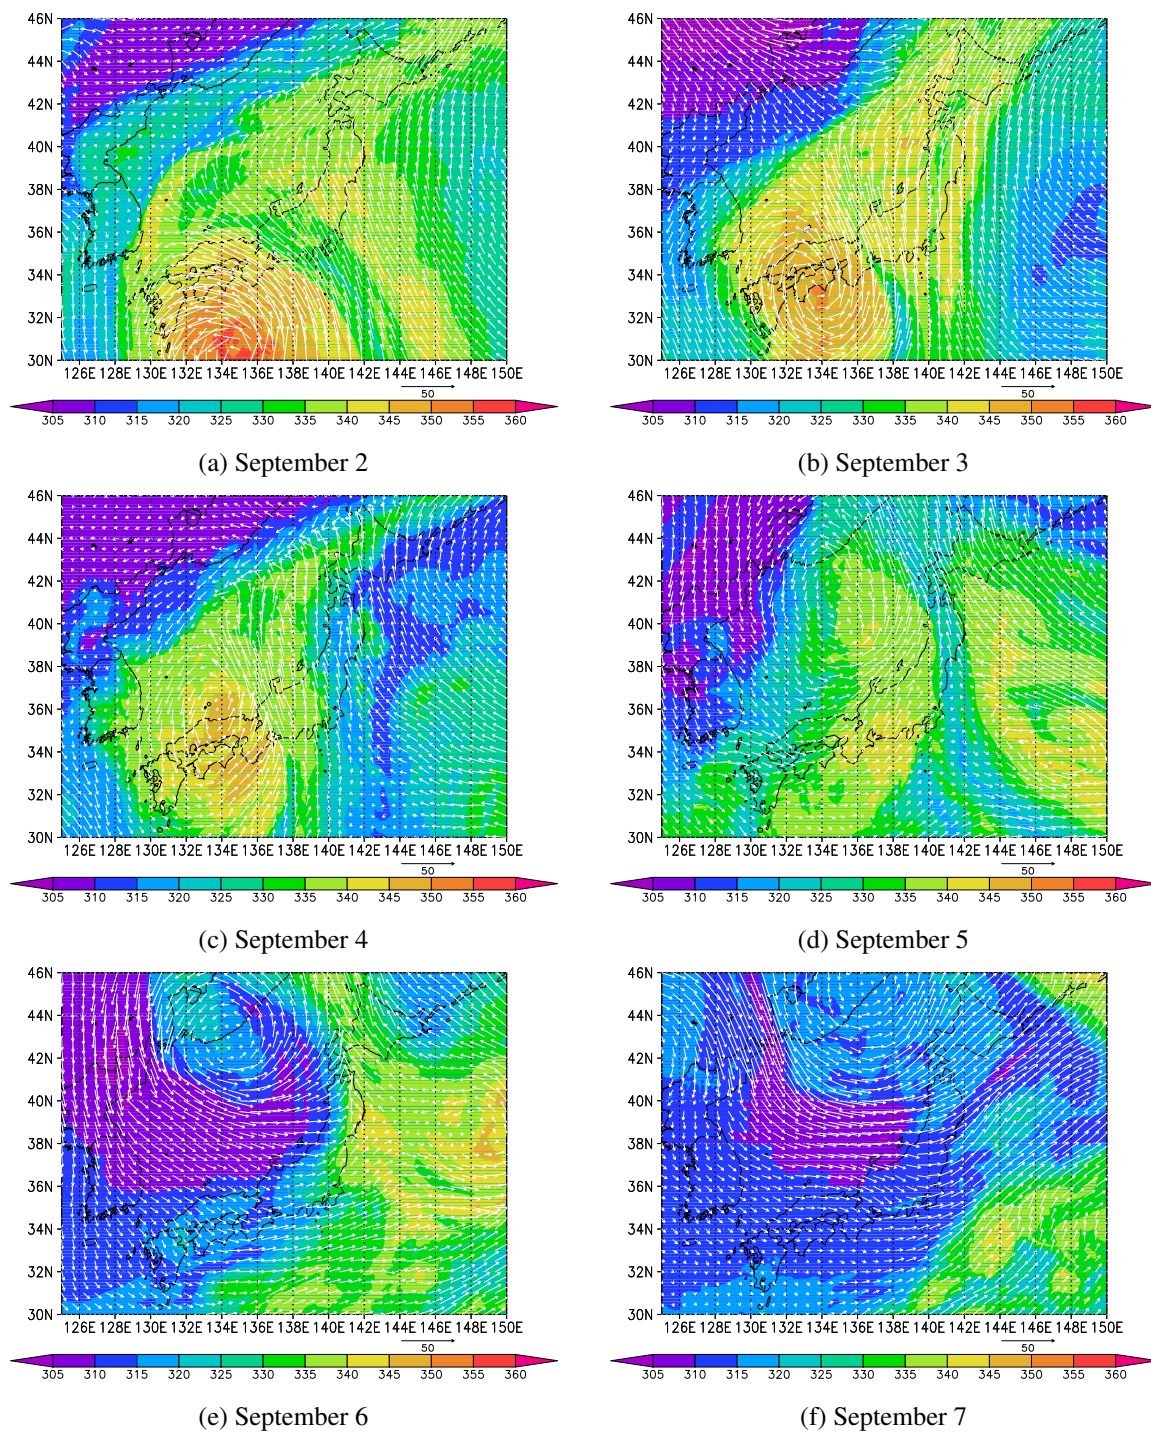 46N 46N
44N 44N
42N 42N
40N 40N
38N 38N
36N 36N
34N 34N
32N 32N
30N 30N
126E 128E 130E 132E 134E 136E 138E 140E 142E 144E 146E 148E 150E 126E 128E 130E 132E 134E 136E 138E 140E 142E 144E 146E 148E 150E
50 50
305 310 315 320 325 330 335 340 345 350 355 360 305 310 315 320 325 330 335 340 345 350 355 360
(a) September 2 (b) September 3
46N 46N
44N 44N
42N 42N
40N 40N
38N 38N
36N 36N
34N 34N
32N 32N
30N 30N
126E 128E 130E 132E 134E 136E 138E 140E 142E 144E 146E 148E 150E 126E 128E 130E 132E 134E 136E 138E 140E 142E 144E 146E 148E 150E
50 50
305 310 315 320 325 330 335 340 345 350 355 360 305 310 315 320 325 330 335 340 345 350 355 360
(c) September 4 (d) September 5
46N 46N
44N 44N
42N 42N
40N 40N
38N 38N
36N 36N
34N 34N
32N 32N
30N 30N
126E 128E 130E 132E 134E 136E 138E 140E 142E 144E 146E 148E 150E 126E 128E 130E 132E 134E 136E 138E 140E 142E 144E 146E 148E 150E
50 50
305 310 315 320 325 330 335 340 345 350 355 360 305 310 315 320 325 330 335 340 345 350 355 360
(e) September 6 (f) September 7